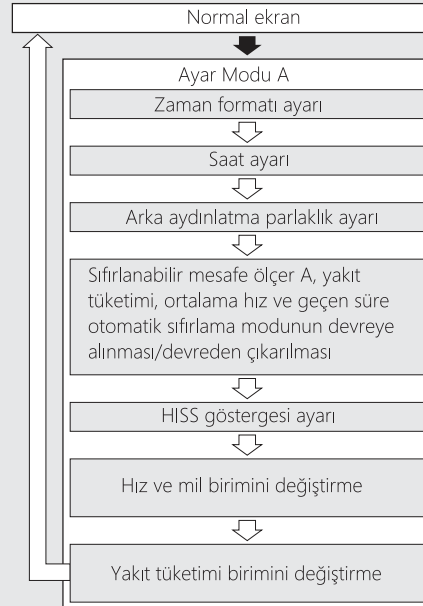 Normal ekran
Ayar Modu A
Zaman formatı ayarı
Saat ayarı
Arka aydınlatma parlaklık ayarı
Sıfırlanabilir mesafe ölçer A, yakıt
tüketimi, ortalama hız ve geçen süre
otomatik sıfırlama modunun devreye
alınması/devreden çıkarılması
HISS göstergesi ayarı
Hız ve mil birimini değiştirme
Yakıt tüketimi birimini değiştirme